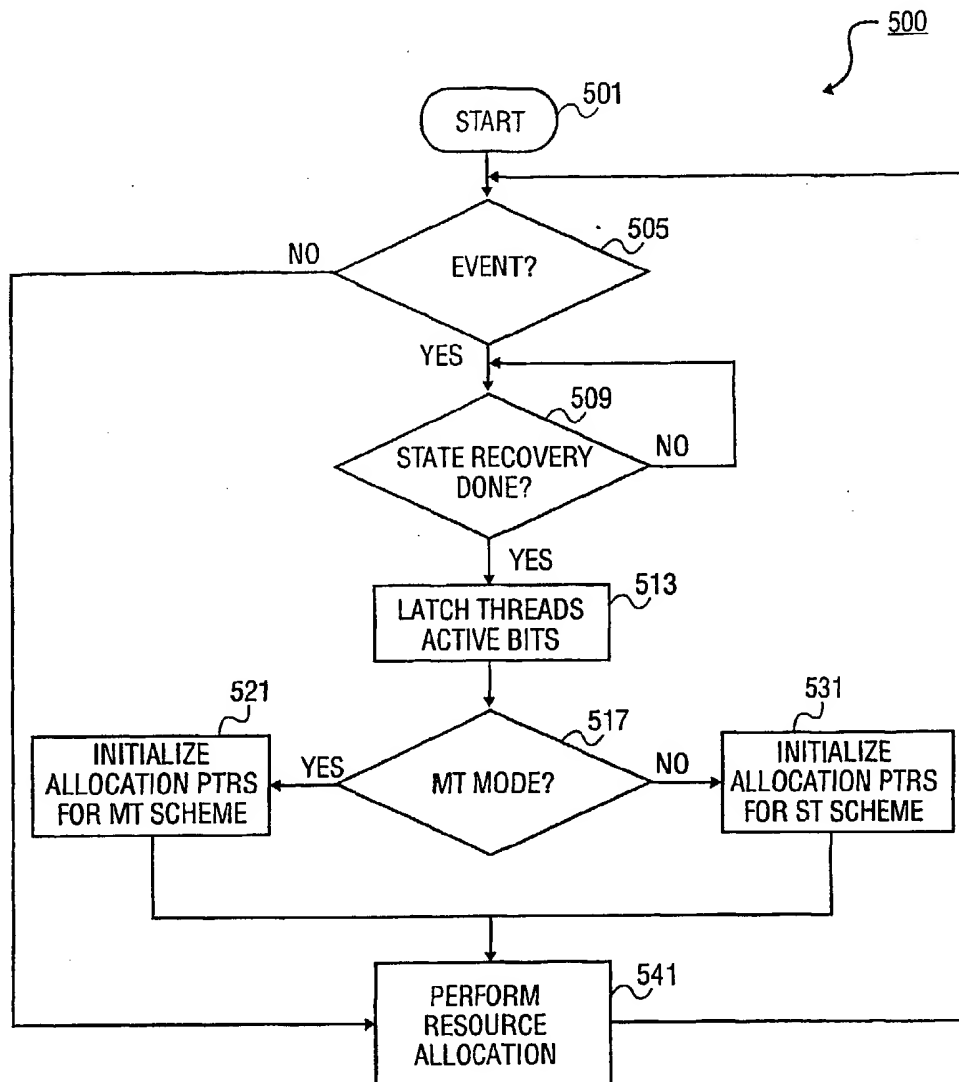 500
START
501
NO
EVENT?
505
YES
509
NO
STATE RECOVERY
DONE?
YES
513
LATCH THREADS
ACTIVE BITS
521
INITIALIZE
ALLOCATION PTRS
FOR MT SCHEME
YES
517
MT MODE?
NO
531
INITIALIZE
ALLOCATION PTRS
FOR ST SCHEME
541
PERFORM
RESOURCE
ALLOCATION